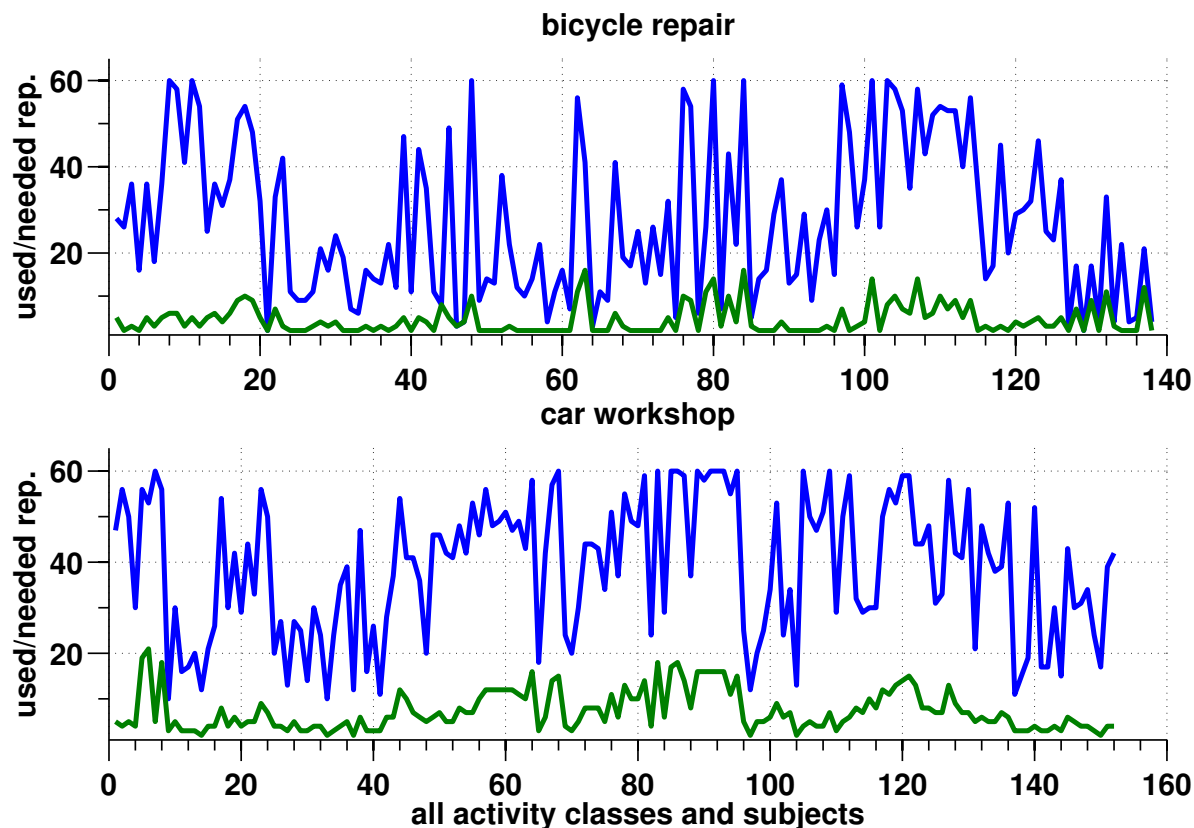 bicycle repair
used/needed rep.
60
40
20
0 20 40 60 80 100 120 140
car workshop
used/needed rep.
60
40
20
0 20 40 60 80 100 120 140 160
all activity classes and subjects